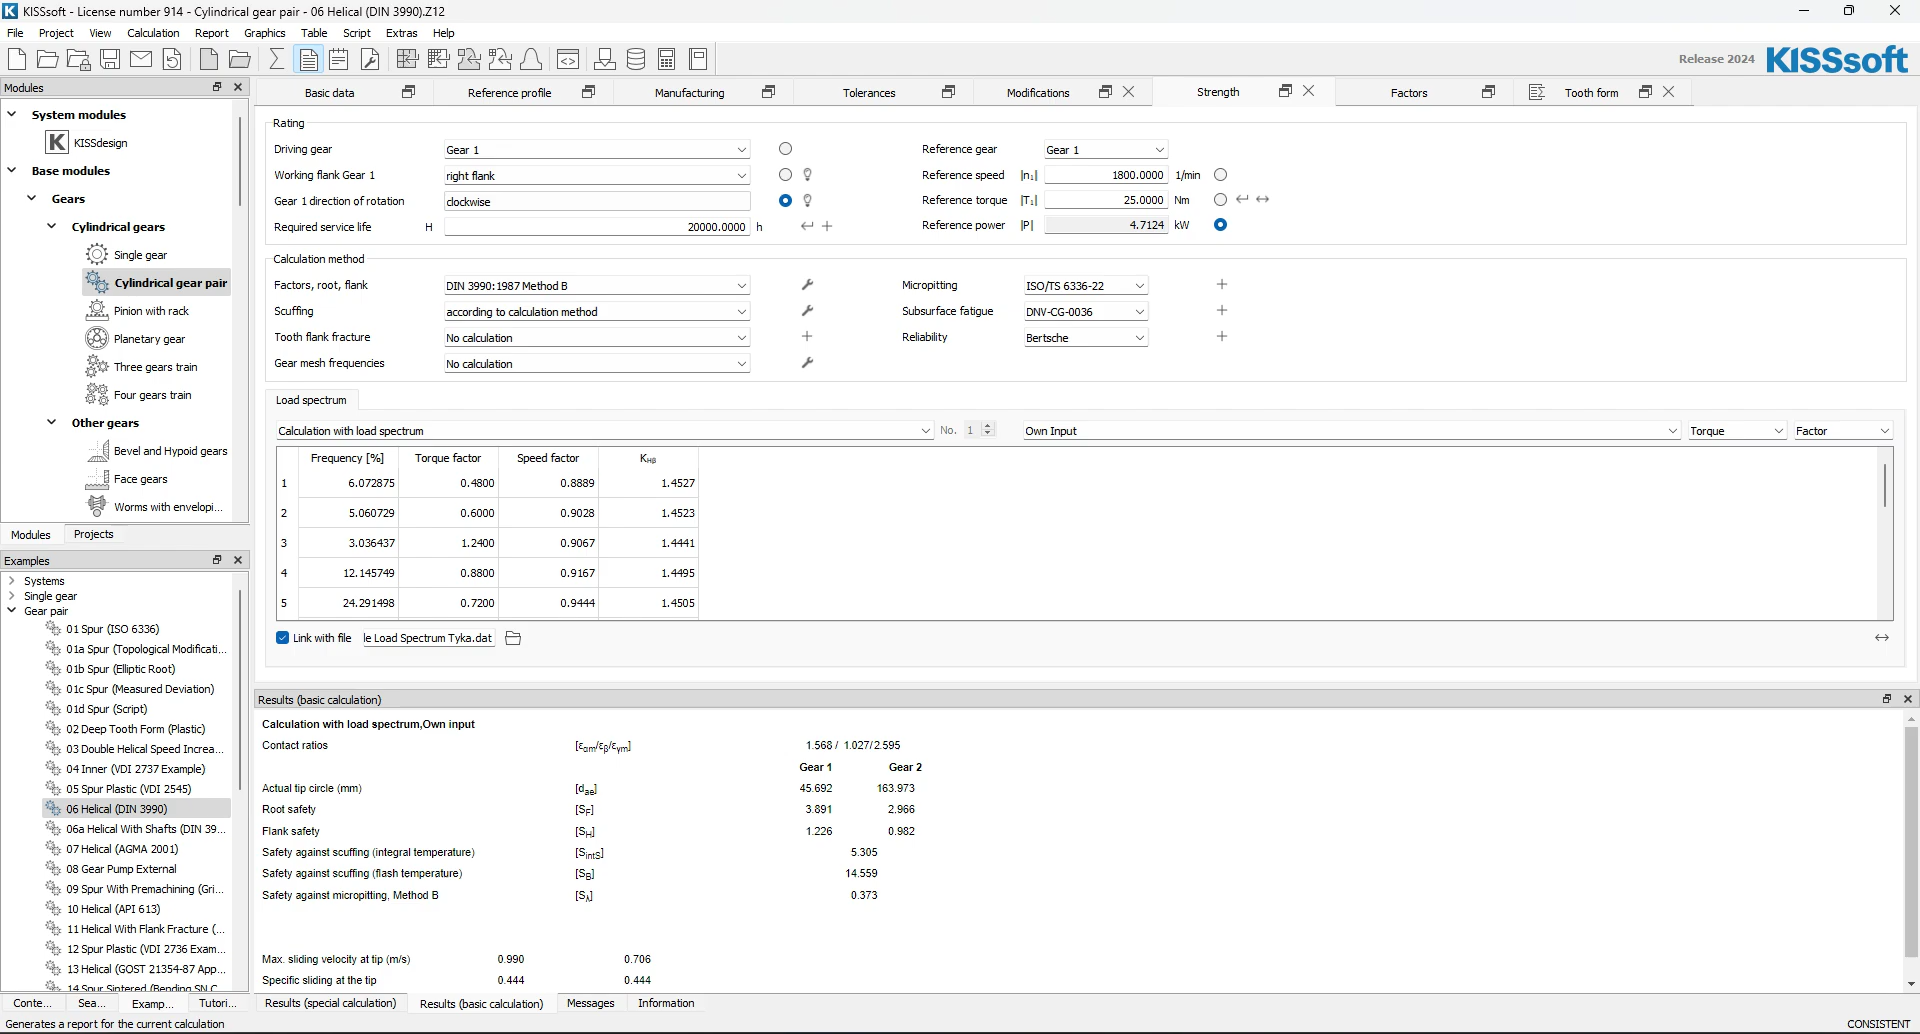 KISSsoft - License number 914 - Cylindrical gear pair - 06 Helical (DIN 3990).Z12
File Project View Calculation Report Graphics Table Script Extras Help
Release 2024 KISSsoft
Modules
System modules
K KISSdesign
Base modules
Gears
Cylindrical gears
Single gear
Cylindrical gear pair
Pinion with rack
Planetary gear
Three gears train
Four gears train
Other gears
Bevel and Hypoid gears
Face gears
Worms with envelopi...
Modules Projects
Examples
Systems
Single gear
Gear pair
01 Spur (ISO 6336)
01a Spur (Topological Modificati...
01b Spur (Elliptic Root)
01c Spur (Measured Deviation)
01d Spur (Script)
02 Deep Tooth Form (Plastic)
03 Double Helical Speed Increa...
04 Inner (VDI 2737 Example)
05 Spur Plastic (VDI 2545)
06 Helical (DIN 3990)
06a Helical With Shafts (DIN 39...
07 Helical (AGMA 2001)
08 Gear Pump External
09 Spur With Premachining (Gri...
10 Helical (API 613)
11 Helical With Flank Fracture (...
12 Spur Plastic (VDI 2736 Exam...
13 Helical (GOST 21354-87 App...
14 Spur Sintered (Bending SN C
Conte... Sea... Examp... Tutori...
Basic data Reference profile Manufacturing Tolerances Modifications Strength Factors Tooth form
Rating
Driving gear Gear 1 Reference gear Gear 1
Working flank Gear 1 right flank Reference speed |n₁| 1800.0000 1/min
Gear 1 direction of rotation clockwise Reference torque |T₁| 25.0000 Nm
Required service life H 20000.0000 h Reference power |P| 4.7124 kW
Calculation method
Factors, root, flank DIN 3990:1987 Method B Micropitting ISO/TS 6336-22
Scuffing according to calculation method Subsurface fatigue DNV-CG-0036
Tooth flank fracture No calculation Reliability Bertsche
Gear mesh frequencies No calculation
Load spectrum
Calculation with load spectrum No. 1 Own Input Torque Factor
Frequency [%] Torque factor Speed factor KHβ
1 6.072875 0.4800 0.8889 1.4527
2 5.060729 0.6000 0.9028 1.4523
3 3.036437 1.2400 0.9067 1.4441
4 12.145749 0.8800 0.9167 1.4495
5 24.291498 0.7200 0.9444 1.4505
Link with file le Load Spectrum Tyka.dat
Results (basic calculation)
Calculation with load spectrum,Own input
Contact ratios [εαm/εβ/εγm] 1.568 / 1.027/ 2.595
Gear 1 Gear 2
Actual tip circle (mm) [dae] 45.692 163.973
Root safety [SF] 3.891 2.966
Flank safety [SH] 1.226 0.982
Safety against scuffing (integral temperature) [SintS] 5.305
Safety against scuffing (flash temperature) [SB] 14.559
Safety against micropitting, Method B [Sλ] 0.373
Max. sliding velocity at tip (m/s) 0.990 0.706
Specific sliding at the tip 0.444 0.444
Results (special calculation) Results (basic calculation) Messages Information
Generates a report for the current calculation CONSISTENT